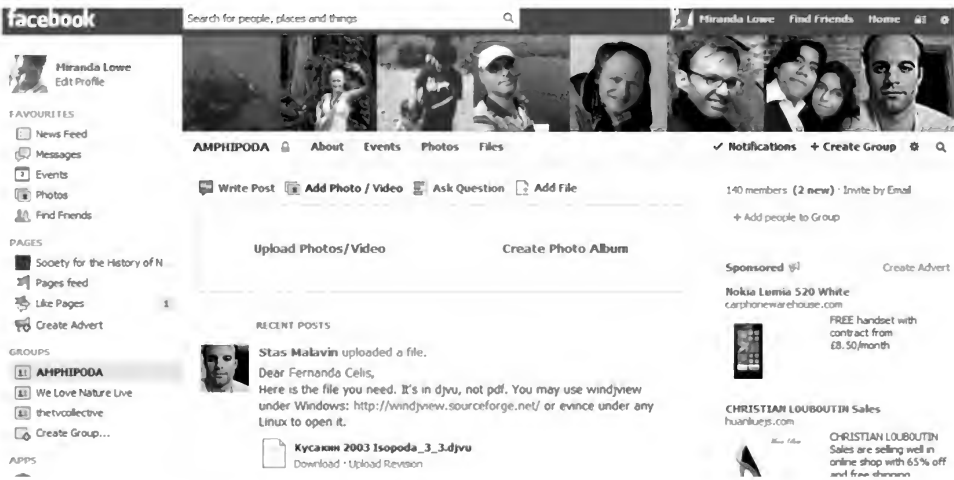 facebook
Search for people, places and things
Miranda Lowe Find Friends Home
Miranda Lowe
Edit Profile
FAVOURITES
News Feed
Messages
Events
Photos
Find Friends
PAGES
Society for the History of N...
Pages feed
Like Pages 1
Create Advert
GROUPS
AMPHIPODA
We Love Nature Live
thetvcollective
Create Group...
APPS
AMPHIPODA About Events Photos Files
✓ Notifications + Create Group
Write Post Add Photo / Video Ask Question Add File
Upload Photos/Video Create Photo Album
RECENT POSTS
Stas Malavin uploaded a file.
Dear Fernanda Celis,
Here is the file you need. It's in djvu, not pdf. You may use windjview
under Windows: http://windjview.sourceforge.net/ or evince under any
Linux to open it.
Кусакин 2003 Isopoda_3_3.djvu
Download · Upload Revision
140 members (2 new) · Invite by Email
+ Add people to Group
Sponsored Create Advert
Nokia Lumia 520 White
carphonewarehouse.com
FREE handset with
contract from
£8.50/month
CHRISTIAN LOUBOUTIN Sales
huanluejs.com
CHRISTIAN LOUBOUTIN
Sales are selling well in
online shop with 65% off
and free shipping